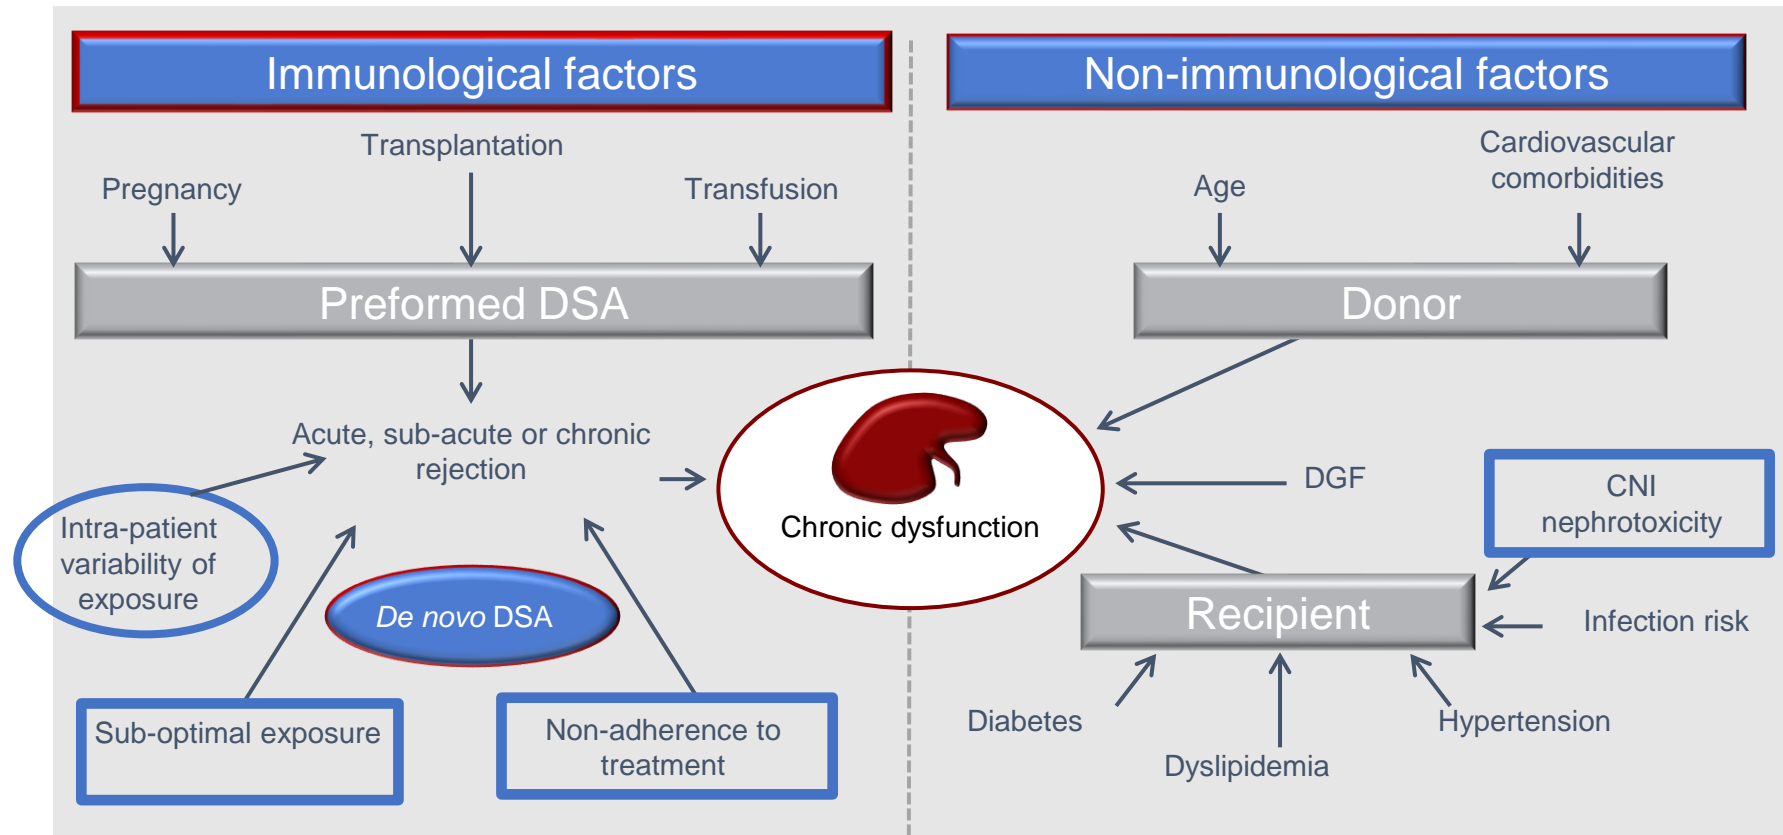 Immunological factors
Transplantation
Pregnancy
Transfusion
Preformed DSA
Acute, sub-acute or chronic
rejection
Intra-patient
variability of
exposure
De novo DSA
Sub-optimal exposure
Non-adherence to
treatment
Chronic dysfunction
Non-immunological factors
Cardiovascular
comorbidities
Age
Donor
DGF
CNI
nephrotoxicity
Recipient
Infection risk
Diabetes
Hypertension
Dyslipidemia